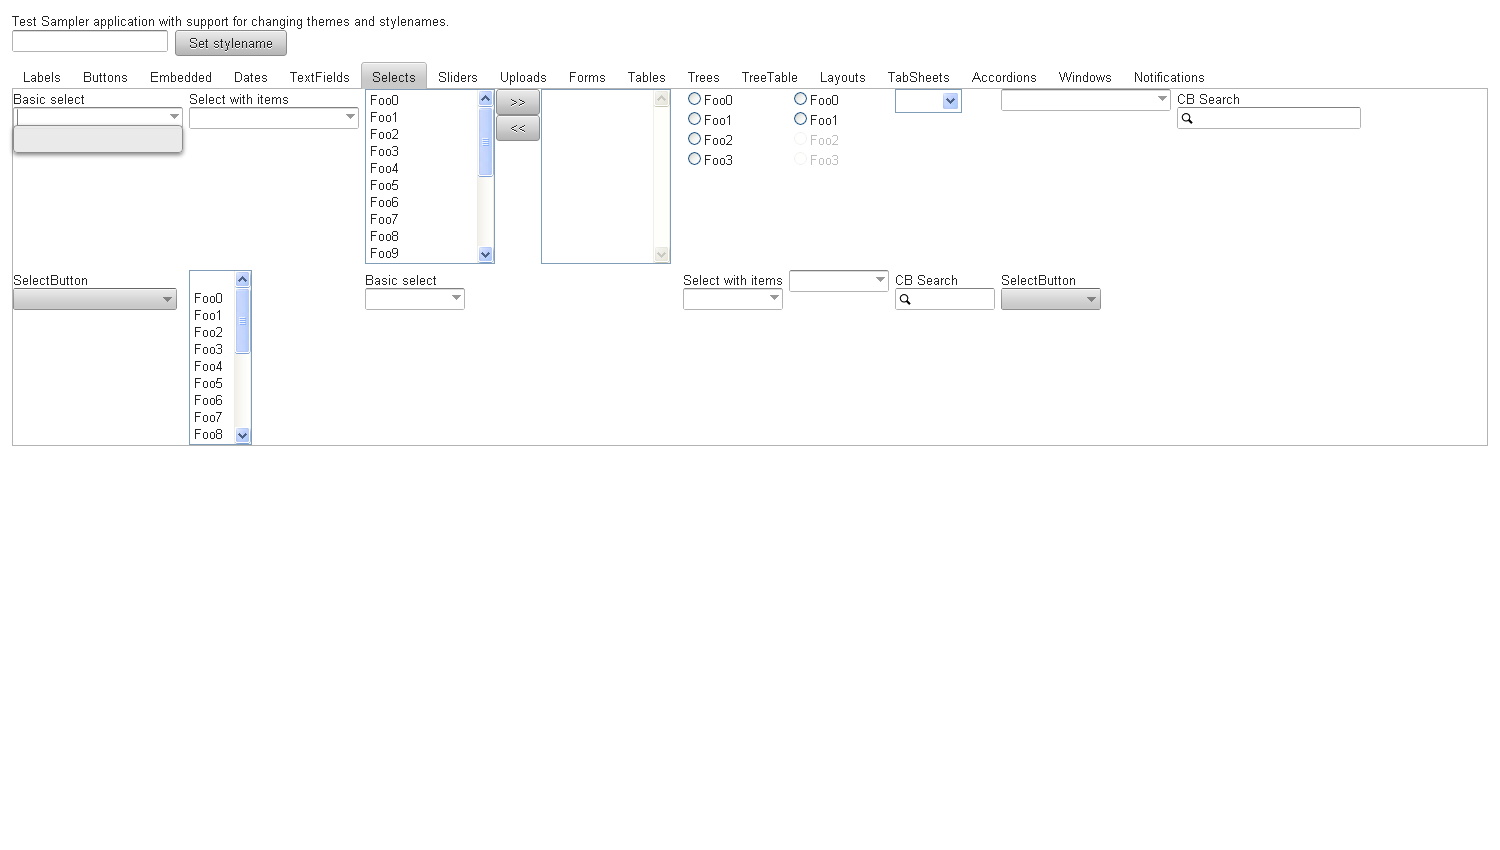 Test Sampler application with support for changing themes and stylenames.
Set stylename
Labels Buttons Embedded Dates TextFields Selects Sliders Uploads Forms Tables Trees TreeTable Layouts TabSheets Accordions Windows Notifications
Basic select
Select with items
Foo0
Foo1
Foo2
Foo3
Foo4
Foo5
Foo6
Foo7
Foo8
Foo9
>>
<<
Foo0
Foo1
Foo2
Foo3
Foo0
Foo1
Foo2
Foo3
CB Search
SelectButton
Foo0
Foo1
Foo2
Foo3
Foo4
Foo5
Foo6
Foo7
Foo8
Basic select
Select with items
CB Search
SelectButton